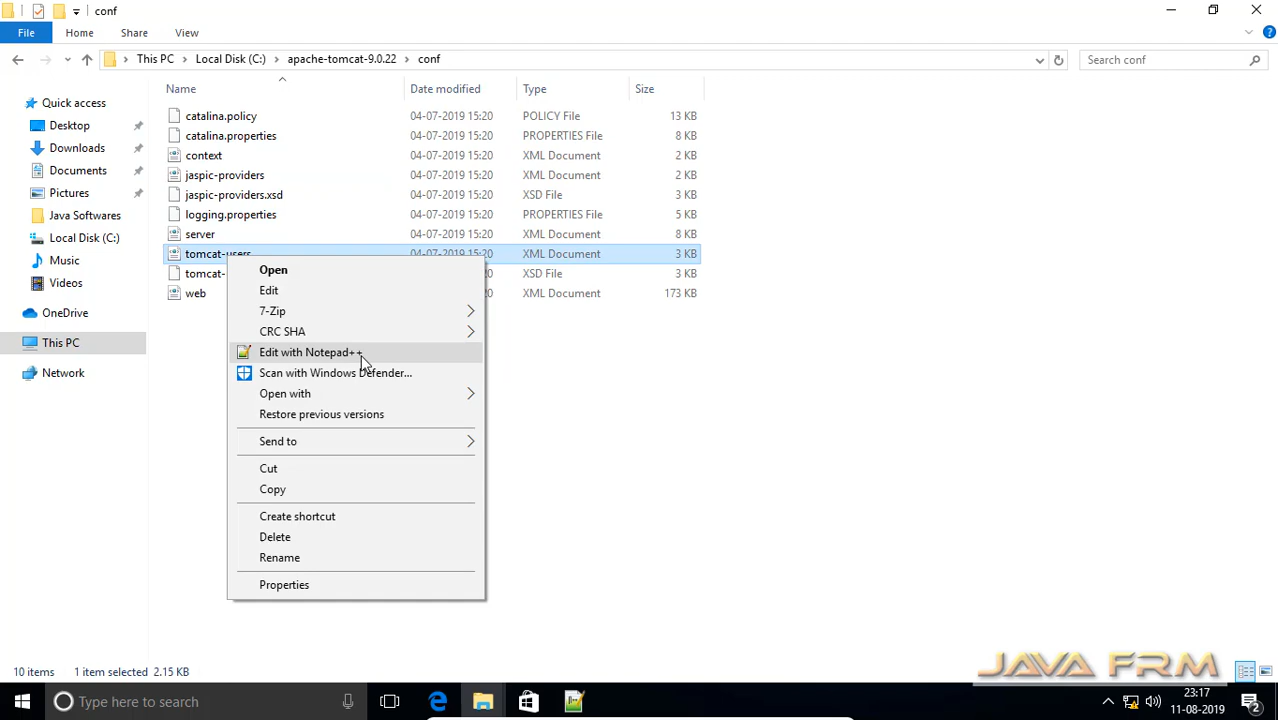 conf
File Home Share View
This PC Local Disk (C:) apache-tomcat-9.0.22 conf
Search conf
Name Date modified Type Size
Quick access
Desktop
Downloads
Documents
Pictures
Java Softwares
Local Disk (C:)
Music
Videos
OneDrive
This PC
Network
catalina.policy 04-07-2019 15:20 POLICY File 13 KB
catalina.properties 04-07-2019 15:20 PROPERTIES File 8 KB
context 04-07-2019 15:20 XML Document 2 KB
jaspic-providers 04-07-2019 15:20 XML Document 2 KB
jaspic-providers.xsd 04-07-2019 15:20 XSD File 3 KB
logging.properties 04-07-2019 15:20 PROPERTIES File 5 KB
server 04-07-2019 15:20 XML Document 8 KB
tomcat-users 04-07-2019 15:20 XML Document 3 KB
tomcat- 20 XSD File 3 KB
web 20 XML Document 173 KB
Open
Edit
7-Zip
CRC SHA
Edit with Notepad++
Scan with Windows Defender...
Open with
Restore previous versions
Send to
Cut
Copy
Create shortcut
Delete
Rename
Properties
10 items 1 item selected 2.15 KB
JAVA FRM
Type here to search
23:17
11-08-2019
2